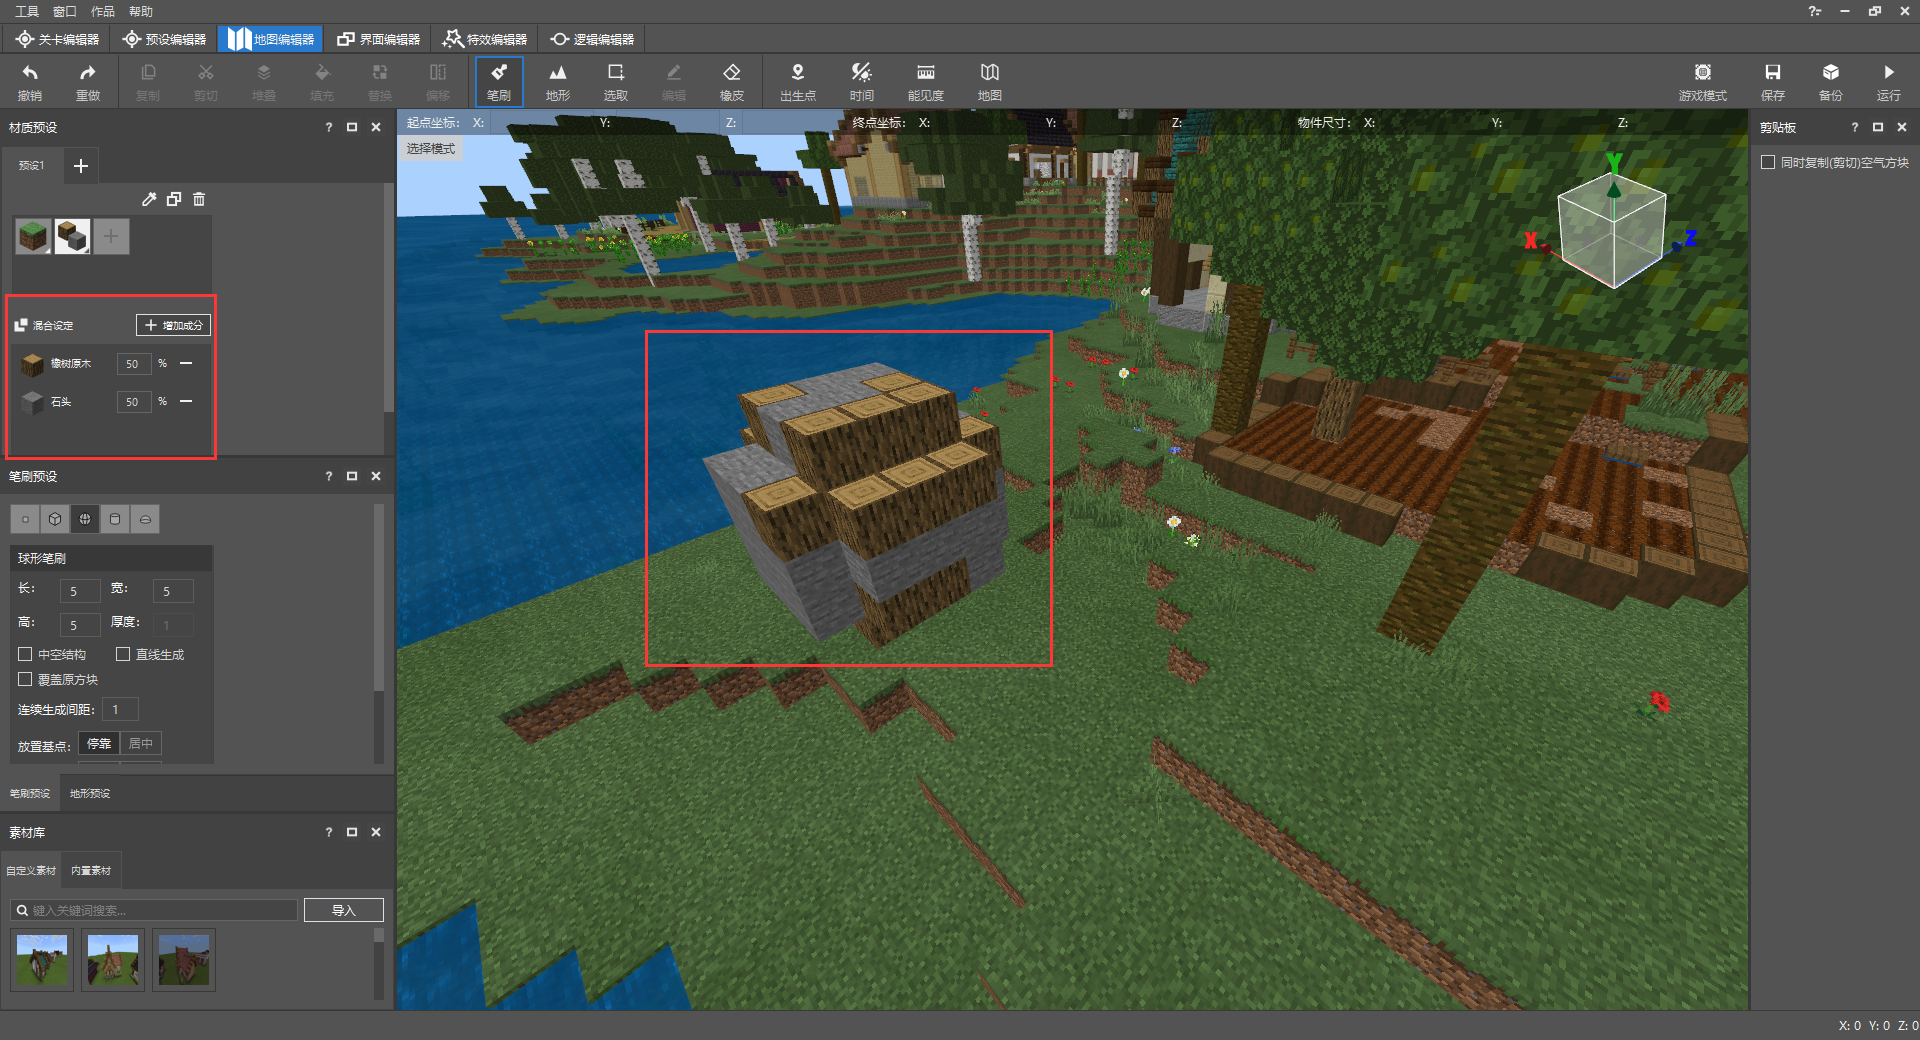 工具 窗口 作品 帮助
关卡编辑器 预设编辑器 地图编辑器 界面编辑器 特效编辑器 逻辑编辑器
撤销 重做 复制 剪切 堆叠 填充 替换 偏移 笔刷 地形 选取 编辑 橡皮 出生点 时间 能见度 地图 游戏模式 保存 备份 运行
材质预设
预设1
混合设定 增加成分
橡树原木 50 %
石头 50 %
笔刷预设
球形笔刷
长: 5 宽: 5
高: 5 厚度: 1
中空结构 直线生成
覆盖原方块
连续生成间距: 1
放置基点: 停靠 居中
笔刷预设 地形预设
素材库
自定义素材 内置素材
键入关键词搜索... 导入
起点坐标: X: Y: Z: 终点坐标: X: Y: Z: 物件尺寸: X: Y: Z:
选择模式
Y
X
Z
剪贴板
同时复制(剪切)空气方块
X: 0 Y: 0 Z: 0